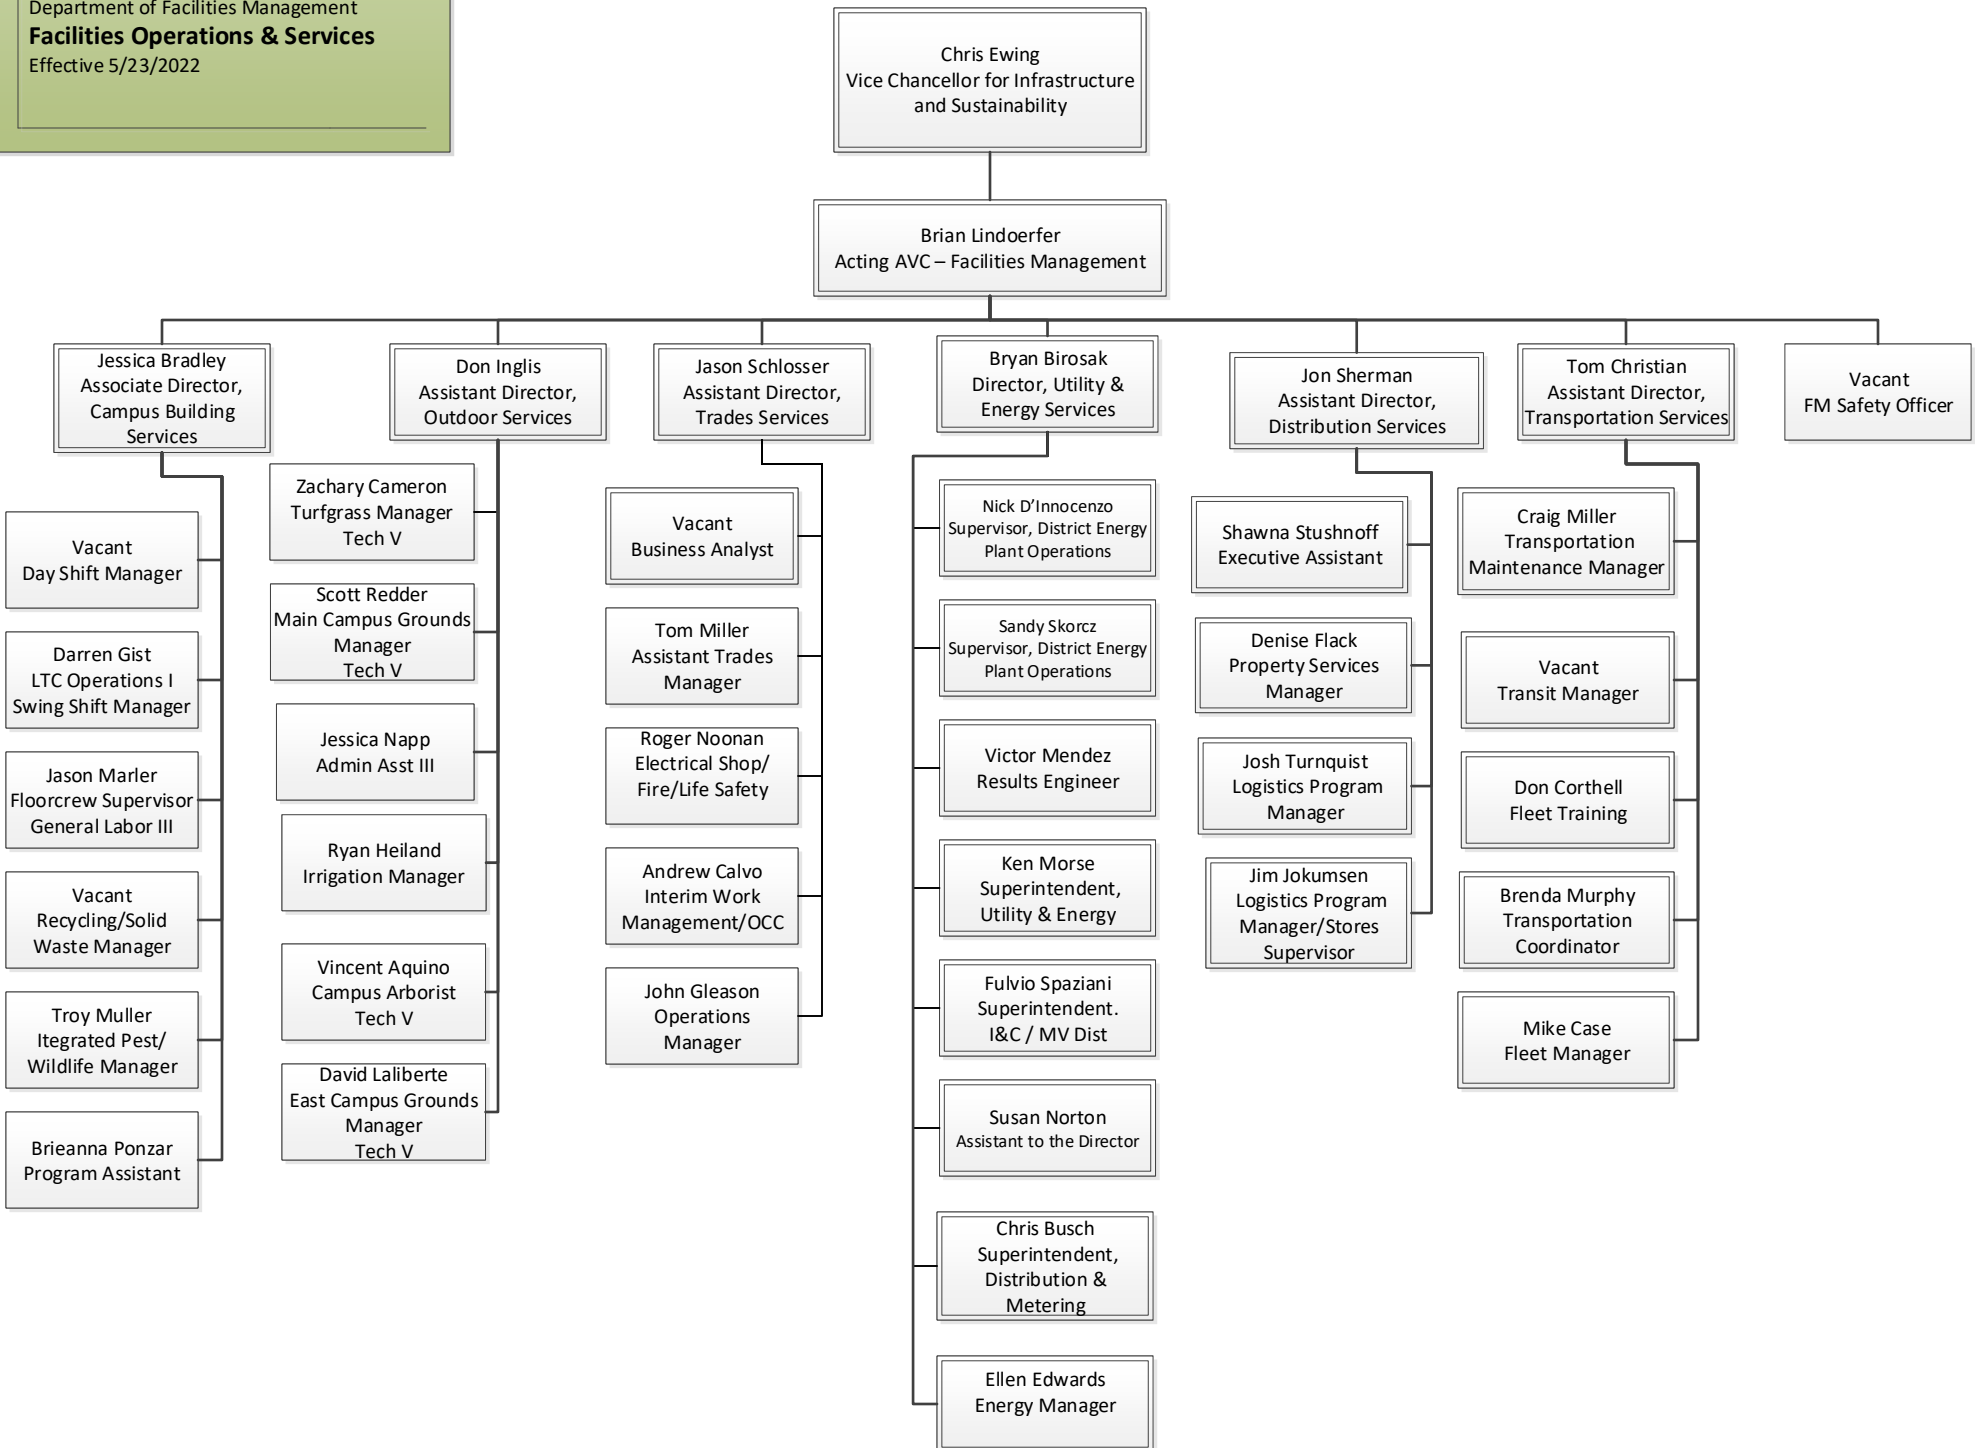 Department of Facilities Management
Facilities Operations & Services
Effective 5/23/2022
Chris Ewing
Vice Chancellor for Infrastructure
and Sustainability
Brian Lindoerfer
Acting AVC – Facilities Management
Jessica Bradley
Associate Director,
Campus Building
Services
Vacant
Day Shift Manager
Darren Gist
LTC Operations I
Swing Shift Manager
Jason Marler
Floorcrew Supervisor
General Labor III
Vacant
Recycling/Solid
Waste Manager
Troy Muller
Itegrated Pest/
Wildlife Manager
Brieanna Ponzar
Program Assistant
Don Inglis
Assistant Director,
Outdoor Services
Zachary Cameron
Turfgrass Manager
Tech V
Scott Redder
Main Campus Grounds
Manager
Tech V
Jessica Napp
Admin Asst III
Ryan Heiland
Irrigation Manager
Vincent Aquino
Campus Arborist
Tech V
David Laliberte
East Campus Grounds
Manager
Tech V
Jason Schlosser
Assistant Director,
Trades Services
Vacant
Business Analyst
Tom Miller
Assistant Trades
Manager
Roger Noonan
Electrical Shop/
Fire/Life Safety
Andrew Calvo
Interim Work
Management/OCC
John Gleason
Operations
Manager
Bryan Birosak
Director, Utility &
Energy Services
Nick D’Innocenzo
Supervisor, District Energy
Plant Operations
Sandy Skorcz
Supervisor, District Energy
Plant Operations
Victor Mendez
Results Engineer
Ken Morse
Superintendent,
Utility & Energy
Fulvio Spaziani
Superintendent.
I&C / MV Dist
Susan Norton
Assistant to the Director
Chris Busch
Superintendent,
Distribution &
Metering
Ellen Edwards
Energy Manager
Jon Sherman
Assistant Director,
Distribution Services
Shawna Stushnoff
Executive Assistant
Denise Flack
Property Services
Manager
Josh Turnquist
Logistics Program
Manager
Jim Jokumsen
Logistics Program
Manager/Stores
Supervisor
Tom Christian
Assistant Director,
Transportation Services
Craig Miller
Transportation
Maintenance Manager
Vacant
Transit Manager
Don Corthell
Fleet Training
Brenda Murphy
Transportation
Coordinator
Mike Case
Fleet Manager
Vacant
FM Safety Officer